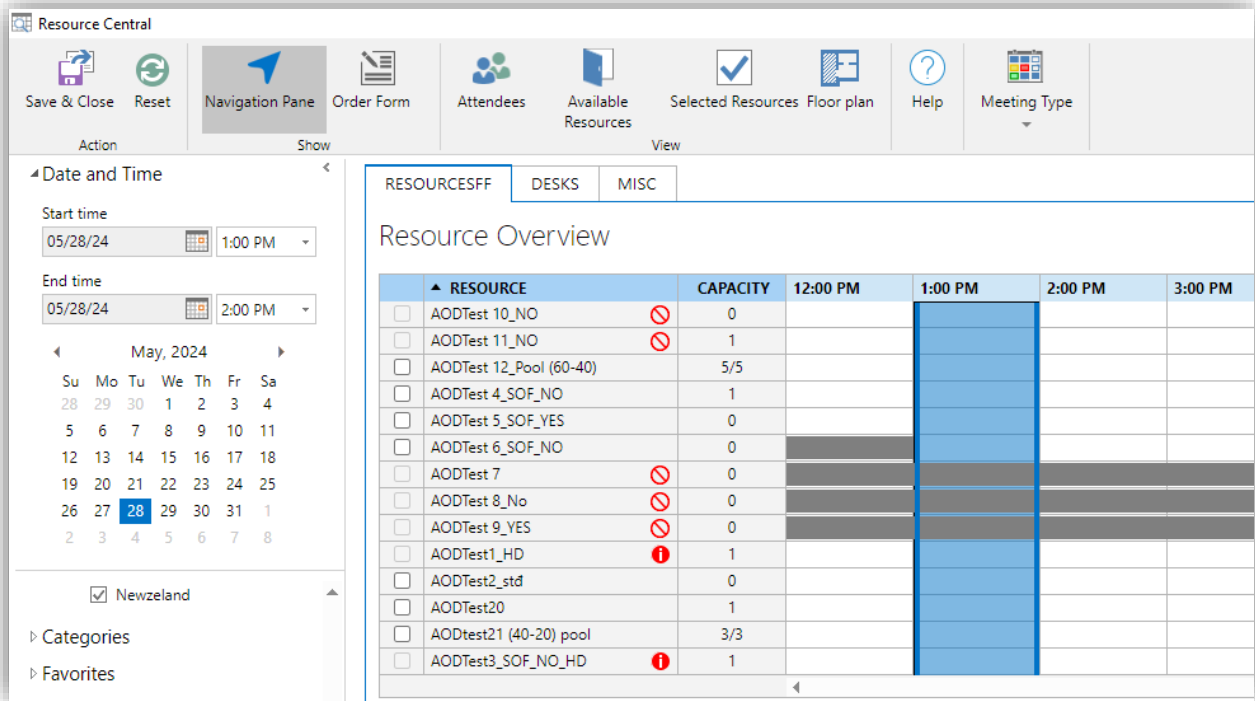 Resource Central
Save & Close Reset Navigation Pane Order Form Attendees Available Resources Selected Resources Floor plan Help Meeting Type
Action Show View
Date and Time
Start time
05/28/24 1:00 PM
End time
05/28/24 2:00 PM
May, 2024
Su Mo Tu We Th Fr Sa
28 29 30 1 2 3 4
5 6 7 8 9 10 11
12 13 14 15 16 17 18
19 20 21 22 23 24 25
26 27 28 29 30 31 1
2 3 4 5 6 7 8
Newzeland
Categories
Favorites
RESOURCESFF DESKS MISC
Resource Overview
RESOURCE CAPACITY 12:00 PM 1:00 PM 2:00 PM 3:00 PM
AODTest 10_NO 0
AODTest 11_NO 1
AODTest 12_Pool (60-40) 5/5
AODTest 4_SOF_NO 1
AODTest 5_SOF_YES 0
AODTest 6_SOF_NO 0
AODTest 7 0
AODTest 8_No 0
AODTest 9_YES 0
AODTest1_HD 1
AODTest2_stđ 0
AODTest20 1
AODtest21 (40-20) pool 3/3
AODTest3_SOF_NO_HD 1